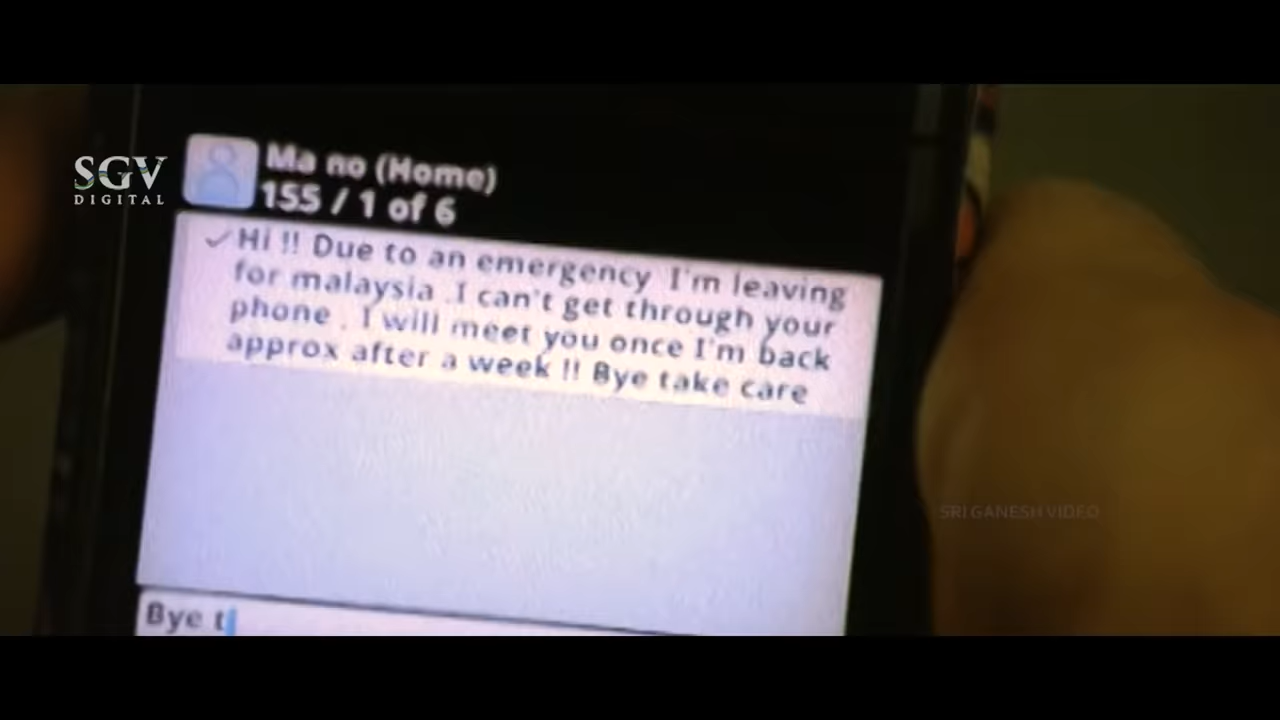 SGV
DIGITAL
Ma no (Home)
155 / 1 of 6
✓Hi !! Due to an emergency I'm leaving
for malaysia .I can't get through your
phone . I will meet you once I'm back
approx after a week !! Bye take care
SRI GANESH VIDEO
Bye t